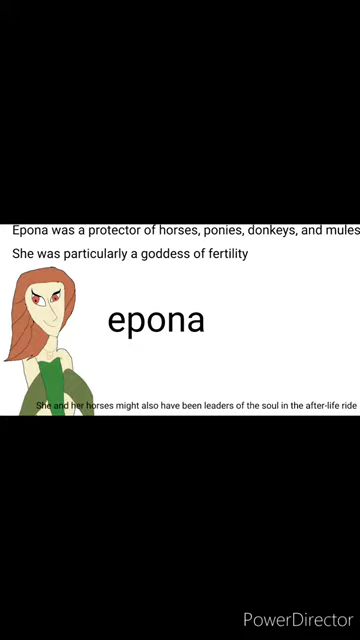 Epona was a protector of horses, ponies, donkeys, and mules
She was particularly a goddess of fertility
epona
She and her horses might also have been leaders of the soul in the after-life ride
PowerDirector